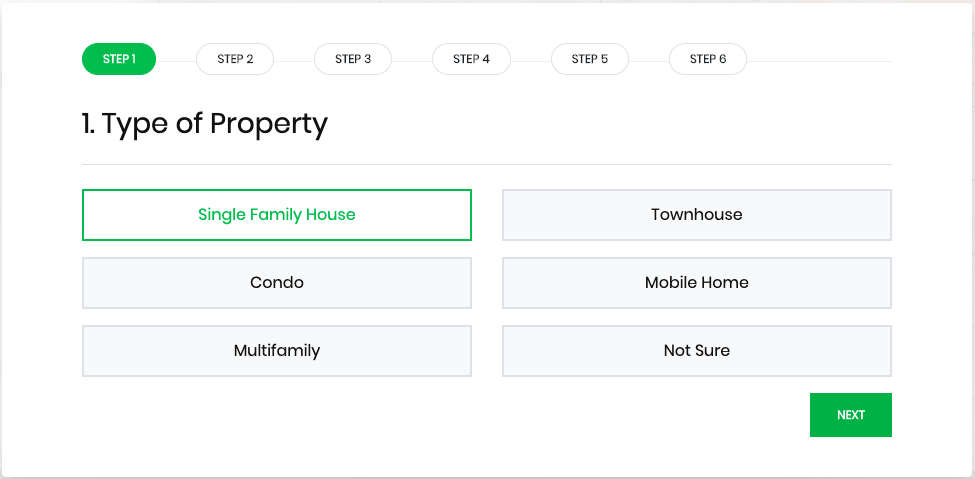 STEP 1 STEP 2 STEP 3 STEP 4 STEP 5 STEP 6
1. Type of Property
Single Family House Townhouse
Condo Mobile Home
Multifamily Not Sure
NEXT